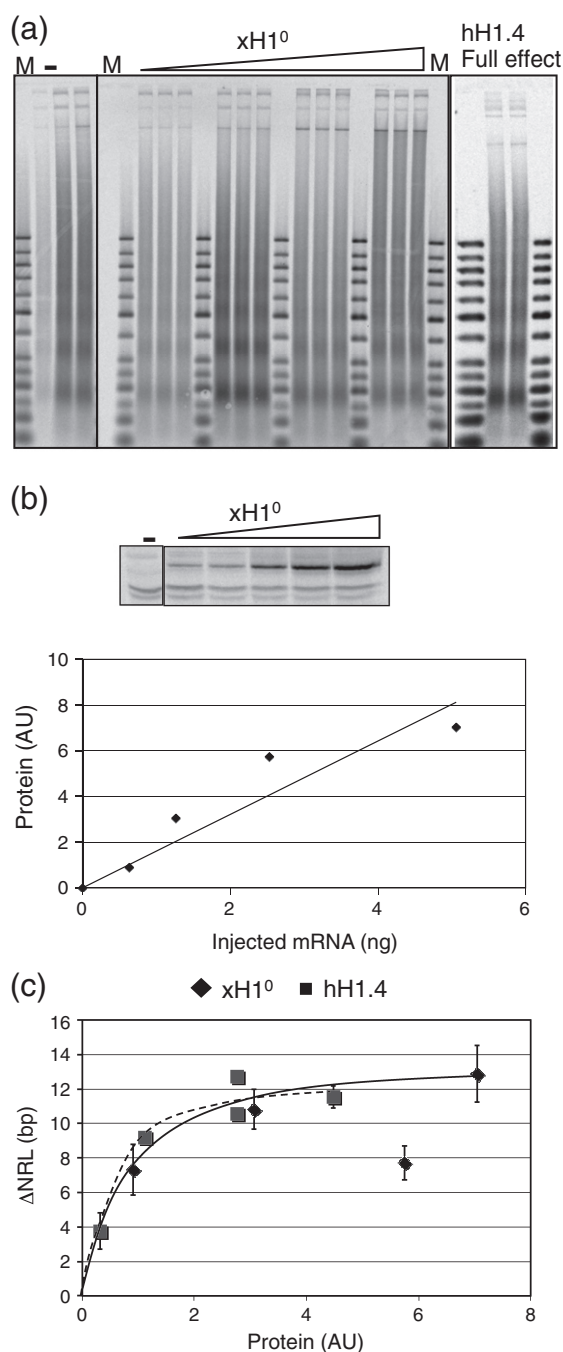 (a)
xH1⁰
hH1.4
Full effect
M - M M
(b)
xH1⁰
-
10
8
6
4
2
0
Protein (AU)
0 2 4 6
Injected mRNA (ng)
(c)
xH1⁰ hH1.4
16
14
12
10
8
6
4
2
0
ΔNRL (bp)
0 2 4 6 8
Protein (AU)